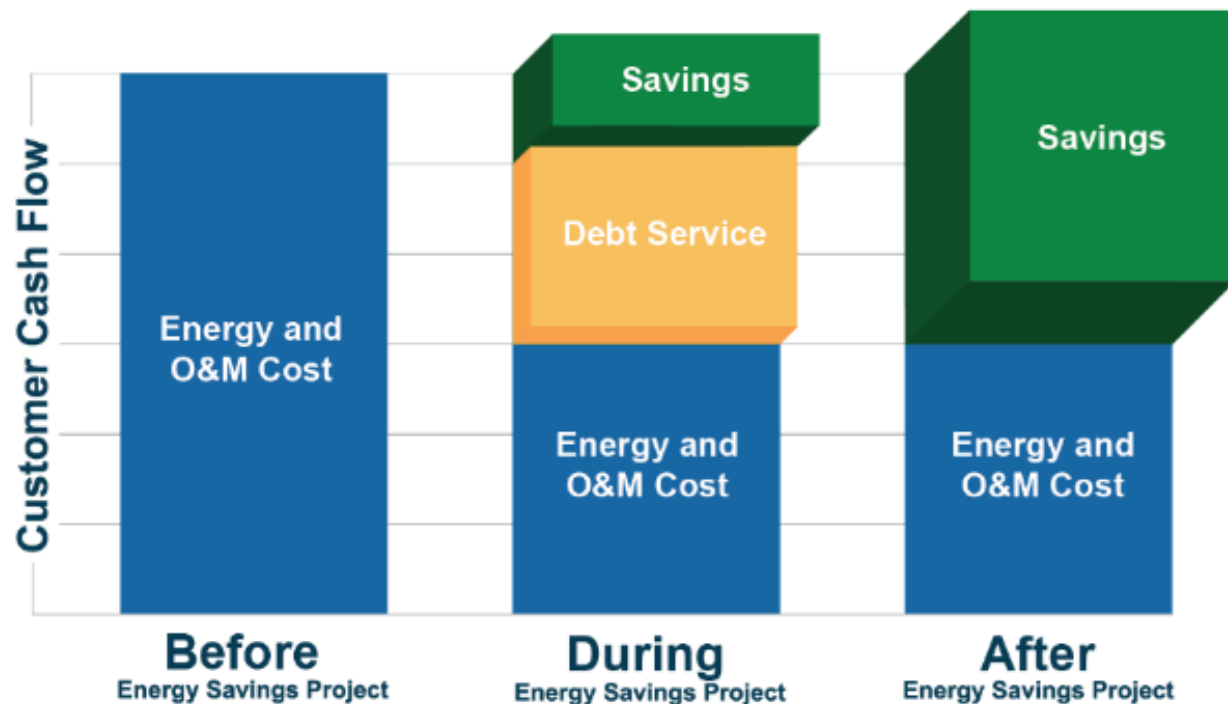 Customer Cash Flow
Energy and
O&M Cost
Savings
Debt Service
Energy and
O&M Cost
Savings
Energy and
O&M Cost
Before
Energy Savings Project
During
Energy Savings Project
After
Energy Savings Project